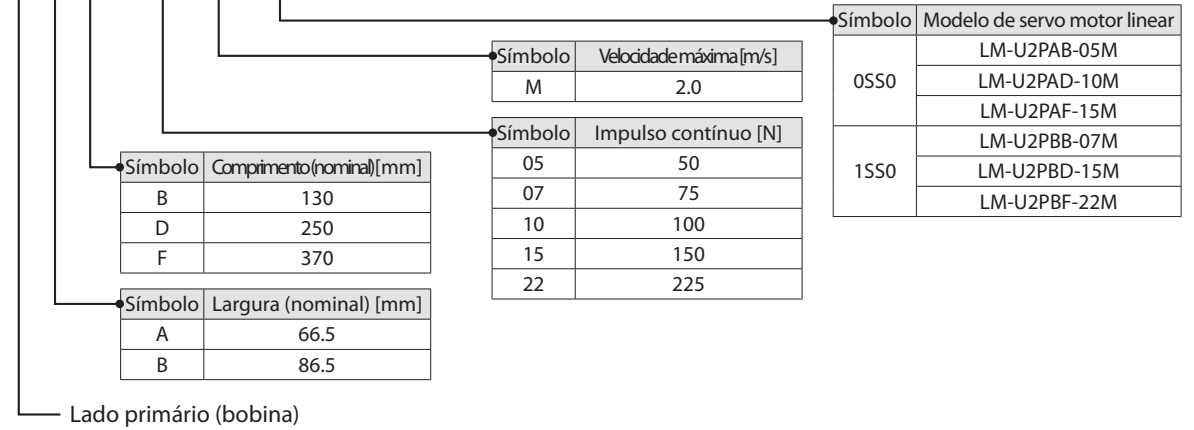 Símbolo Modelo de servo motor linear
0SS0 LM-U2PAB-05M
LM-U2PAD-10M
LM-U2PAF-15M
1SS0 LM-U2PBB-07M
LM-U2PBD-15M
LM-U2PBF-22M
Símbolo Velocidade máxima [m/s]
M 2.0
Símbolo Impulso contínuo [N]
05 50
07 75
10 100
15 150
22 225
Símbolo Comprimento (nominal) [mm]
B 130
D 250
F 370
Símbolo Largura (nominal) [mm]
A 66.5
B 86.5
Lado primário (bobina)